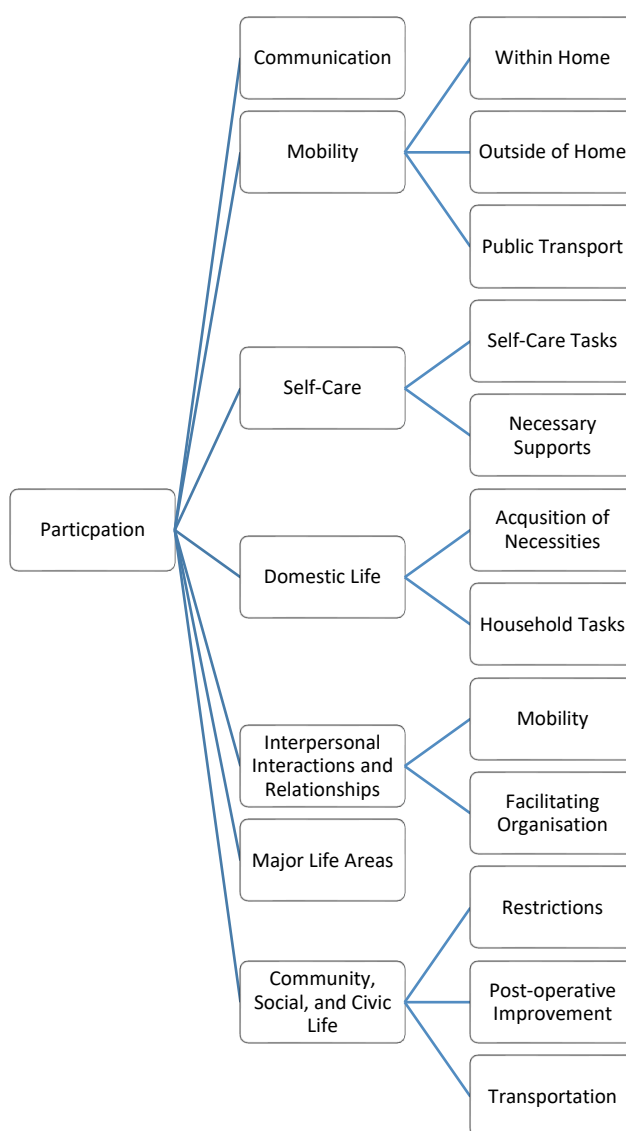 Communication
Within Home
Mobility
Outside of Home
Public Transport
Self-Care
Self-Care Tasks
Necessary
Supports
Particpation
Domestic Life
Acqusition of
Necessities
Household Tasks
Interpersonal
Interactions and
Relationships
Mobility
Facilitating
Organisation
Major Life Areas
Community,
Social, and Civic
Life
Restrictions
Post-operative
Improvement
Transportation